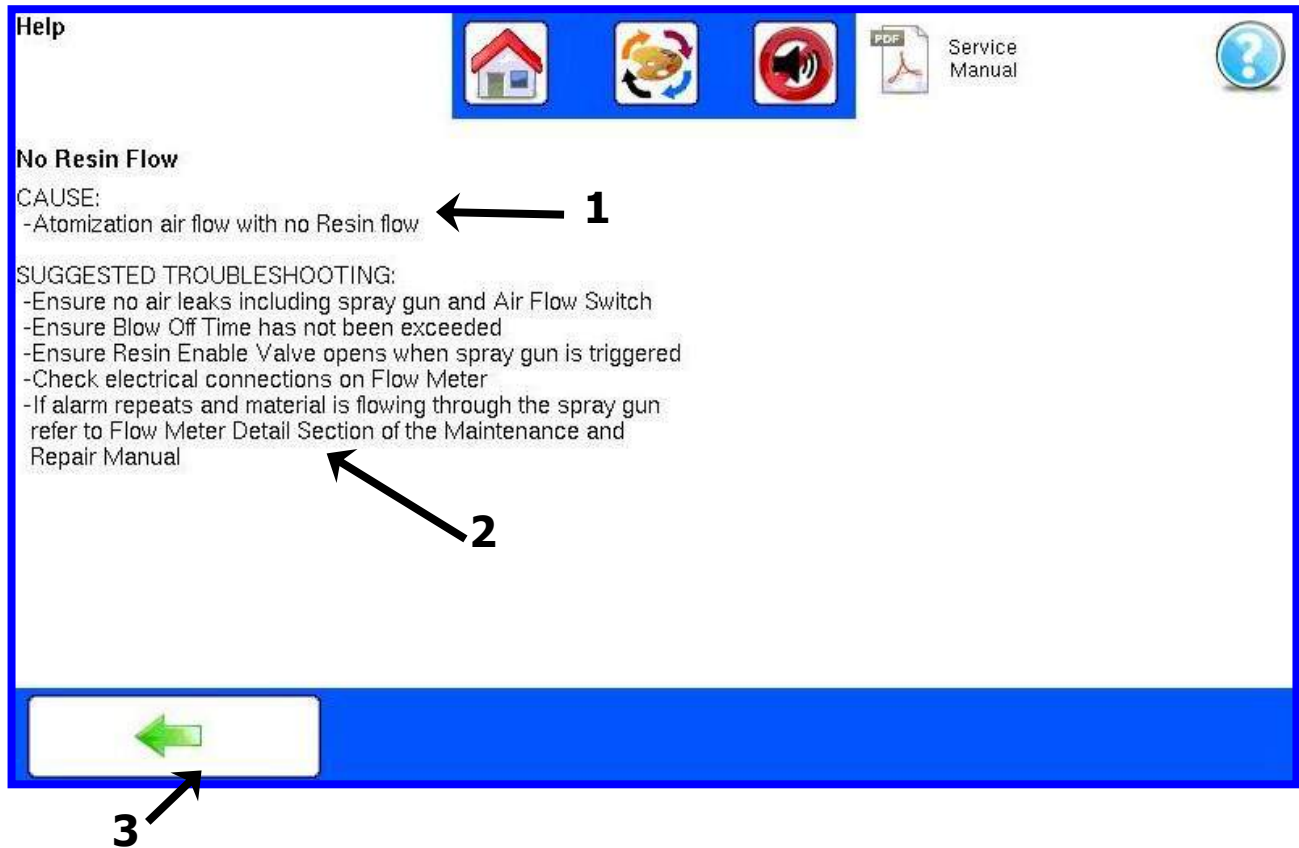 Help
PDF
Service
Manual
No Resin Flow
CAUSE:
-Atomization air flow with no Resin flow
1
SUGGESTED TROUBLESHOOTING:
-Ensure no air leaks including spray gun and Air Flow Switch
-Ensure Blow Off Time has not been exceeded
-Ensure Resin Enable Valve opens when spray gun is triggered
-Check electrical connections on Flow Meter
-If alarm repeats and material is flowing through the spray gun
refer to Flow Meter Detail Section of the Maintenance and
Repair Manual
2
3